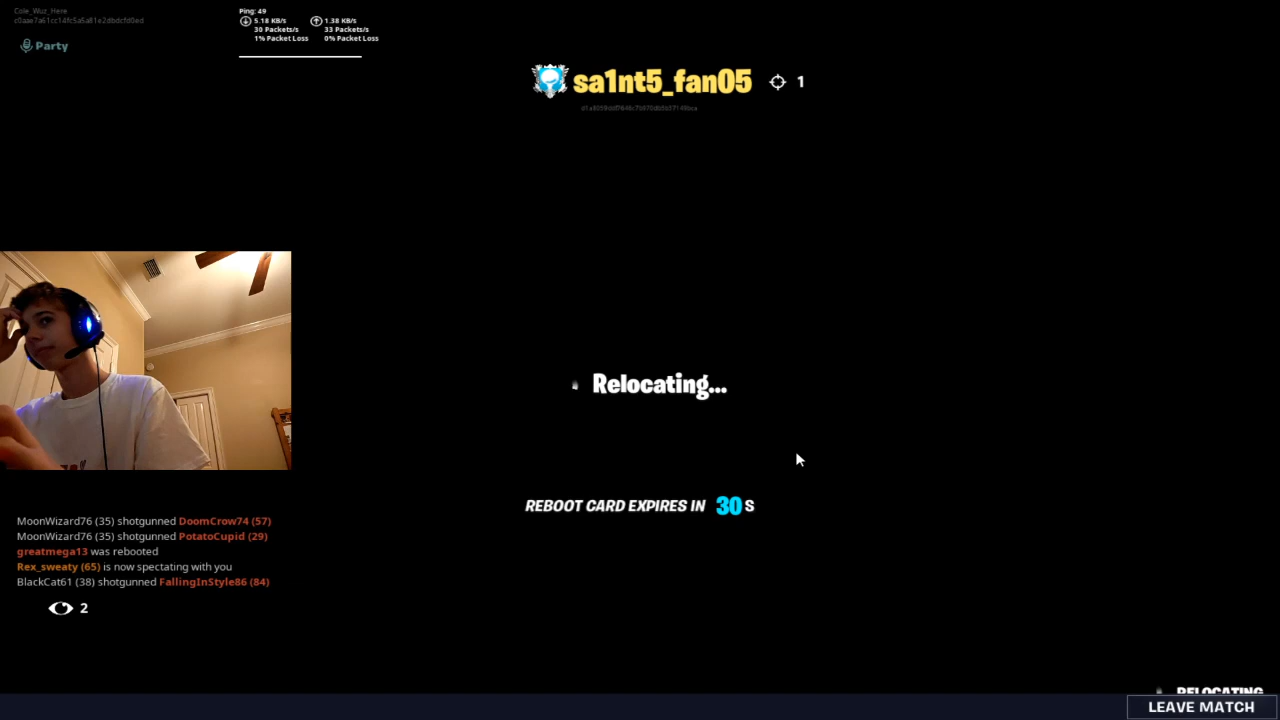 Cole_Wuz_Here
Party
Ping: 49
5.18 KB/s
30 Packets/s
1% Packet Loss
1.38 KB/s
33 Packets/s
0% Packet Loss
sa1nt5_fan05 1
Relocating...
REBOOT CARD EXPIRES IN 30 S
MoonWizard76 (35) shotgunned DoomCrow74 (57)
MoonWizard76 (35) shotgunned PotatoCupid (29)
greatmega13 was rebooted
Rex_sweaty (65) is now spectating with you
BlackCat61 (38) shotgunned FallingInStyle86 (84)
2
RELOCATING
LEAVE MATCH